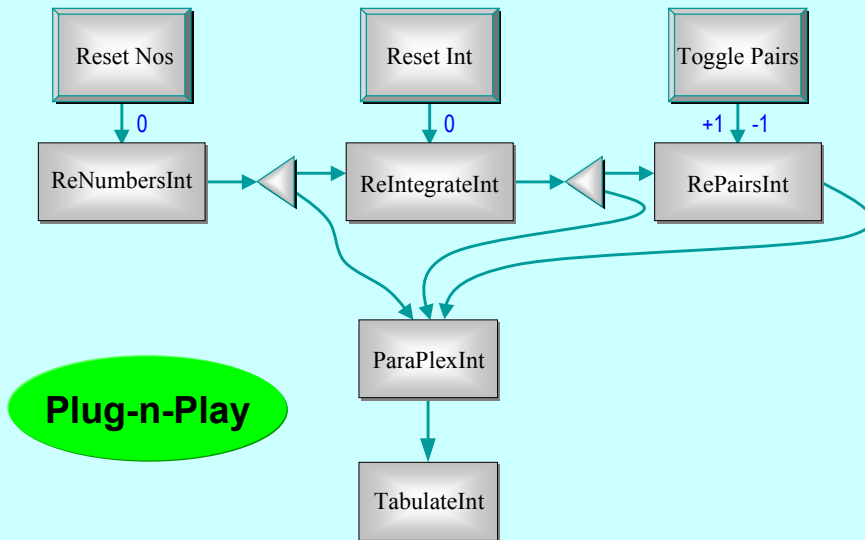 Reset Nos
Reset Int
Toggle Pairs
0
0
+1 -1
ReNumbersInt
ReIntegrateInt
RePairsInt
ParaPlexInt
Plug-n-Play
TabulateInt